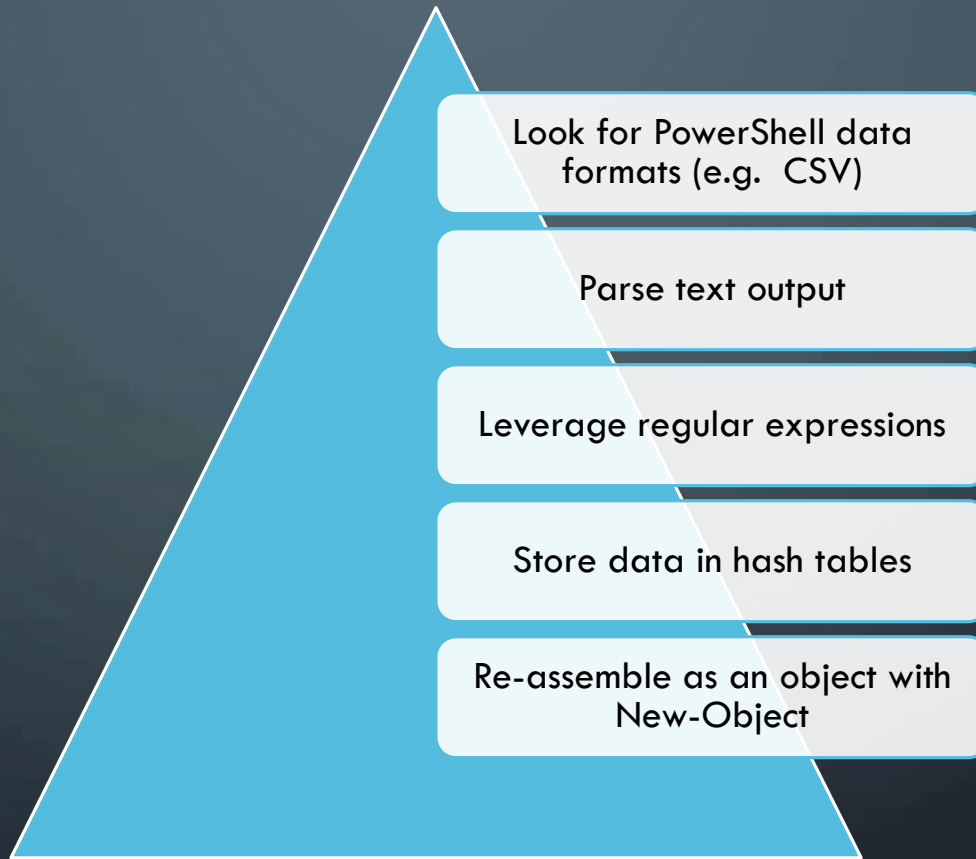 Look for PowerShell data
formats (e.g.  CSV)
Parse text output
Leverage regular expressions
Store data in hash tables
Re-assemble as an object with
New-Object